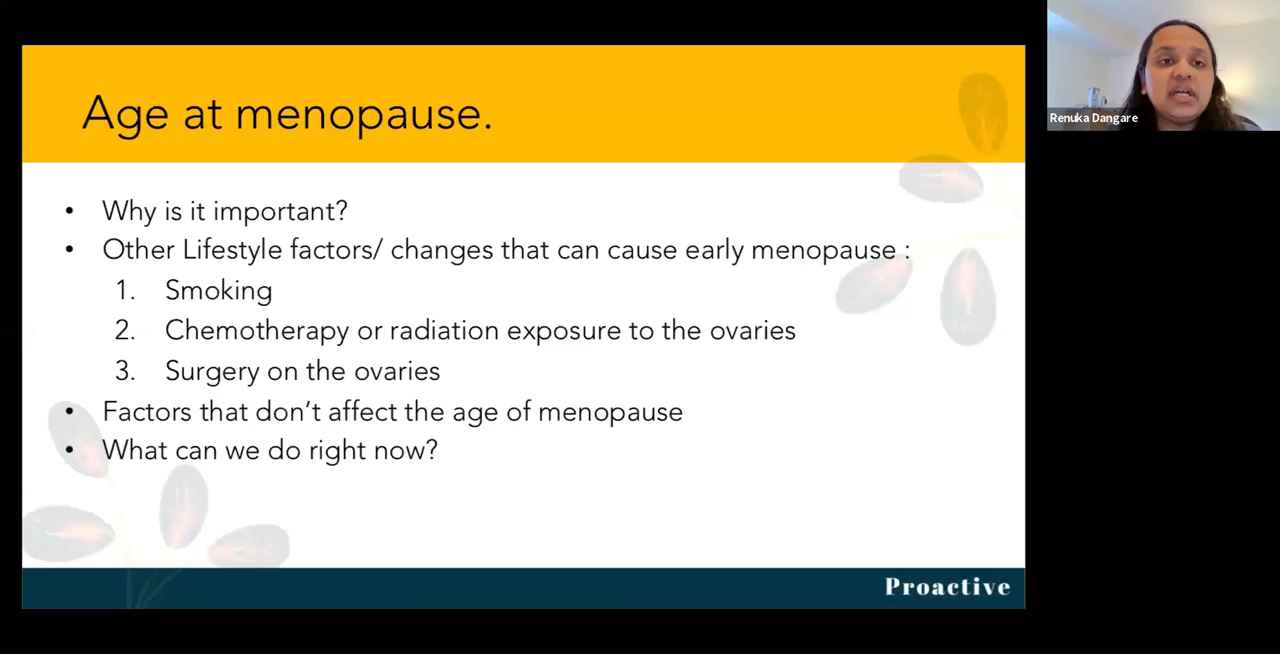 Age at menopause.
• Why is it important?
• Other Lifestyle factors/ changes that can cause early menopause :
1. Smoking
2. Chemotherapy or radiation exposure to the ovaries
3. Surgery on the ovaries
• Factors that don’t affect the age of menopause
• What can we do right now?
Proactive
Renuka Dangare